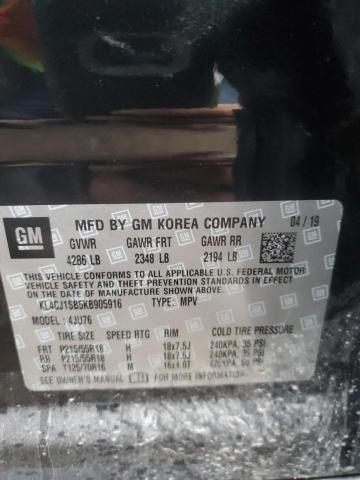 GM
MFD BY GM KOREA COMPANY 04/19
GVWR GAWR FRT GAWR RR
4286 LB 2348 LB 2194 LB
THIS VEHICLE CONFORMS TO ALL APPLICABLE U.S. FEDERAL MOTOR
VEHICLE SAFETY AND THEFT PREVENTION STANDARDS IN EFFECT ON
THE DATE OF MANUFACTURE SHOWN ABOVE.
KL4CJ1SB5KB905916 TYPE: MPV
MODEL: 4JU76
TIRE SIZE SPEED RTG RIM COLD TIRE PRESSURE
FRT P215/55R18 H 18x7.5J 240KPA, 35 PSI
RR P215/55R18 H 18x7.5J 240KPA, 35 PSI
SPA T125/70R16 M 16x4.0T 420KPA, 60 PSI
SEE OWNER'S MANUAL FOR MORE INFORMATION.